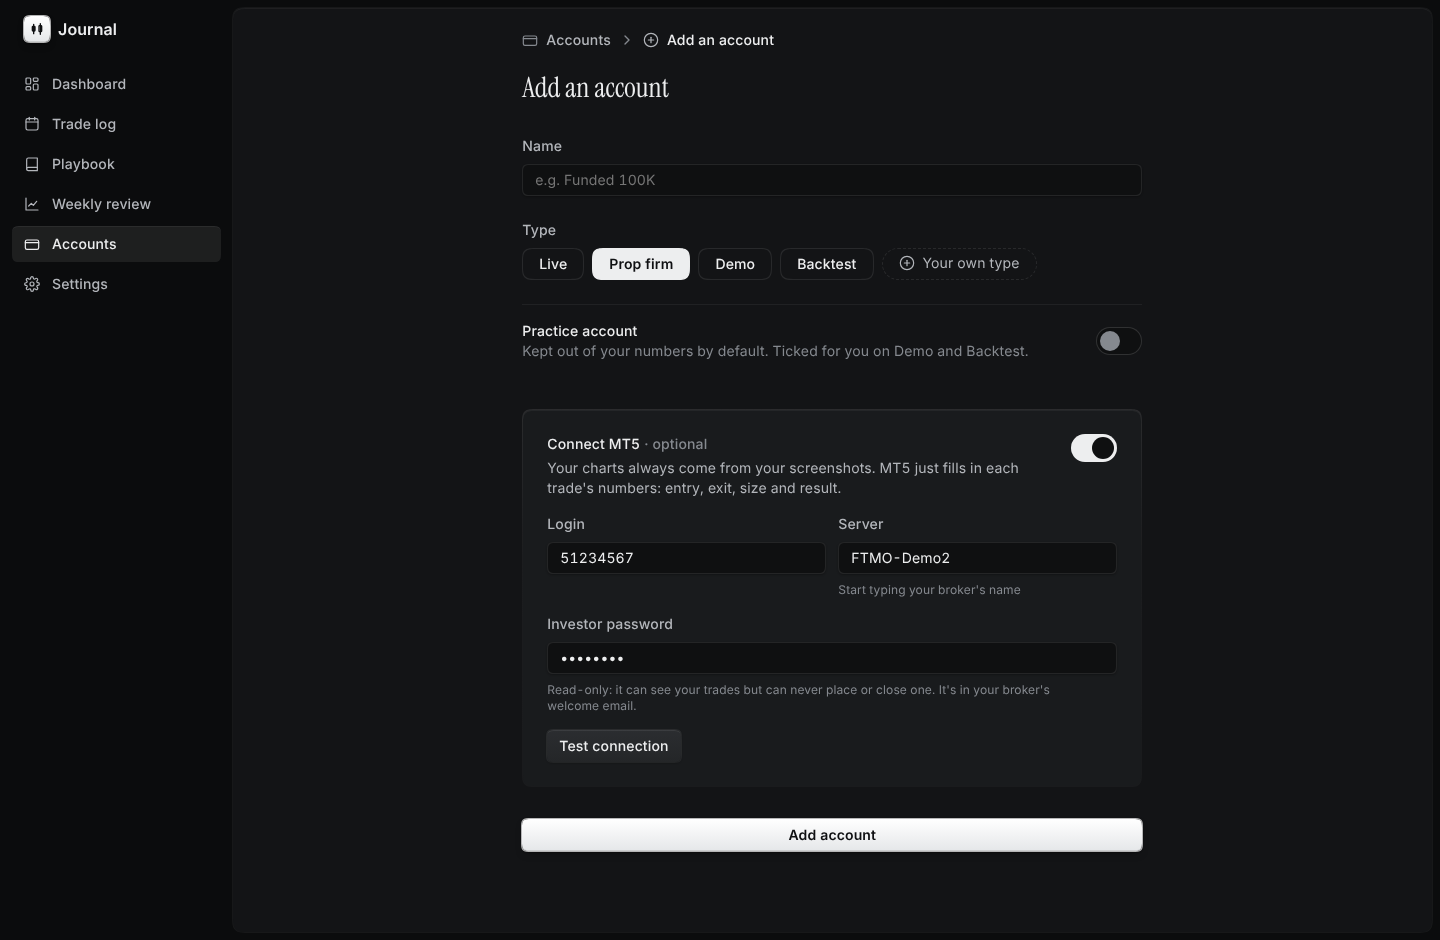 Journal
Dashboard
Trade log
Playbook
Weekly review
Accounts
Settings
Accounts
Add an account
Add an account
Name
e.g. Funded 100K
Type
Live
Prop firm
Demo
Backtest
Your own type
Practice account
Kept out of your numbers by default. Ticked for you on Demo and Backtest.
Connect MT5 · optional
Your charts always come from your screenshots. MT5 just fills in each
trade's numbers: entry, exit, size and result.
Login
51234567
Server
FTMO-Demo2
Start typing your broker's name
Investor password
••••••••
Read-only: it can see your trades but can never place or close one. It's in your broker's
welcome email.
Test connection
Add account